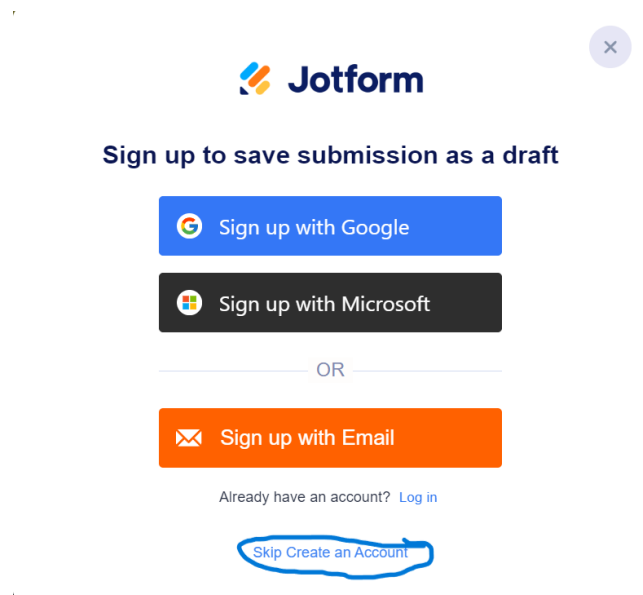 Jotform
Sign up to save submission as a draft
Sign up with Google
Sign up with Microsoft
OR
Sign up with Email
Already have an account? Log in
Skip Create an Account